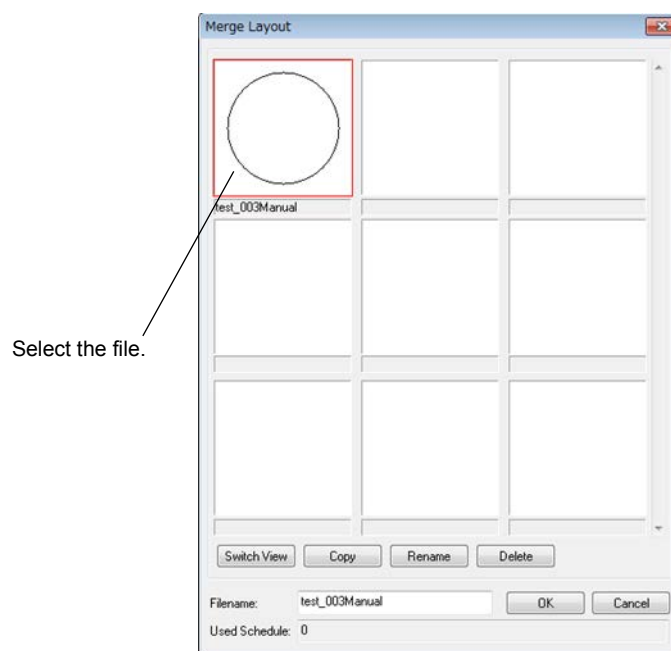 Merge Layout
test_003Manual
Select the file.
Switch View Copy Rename Delete
Filename: test_003Manual OK Cancel
Used Schedule: 0